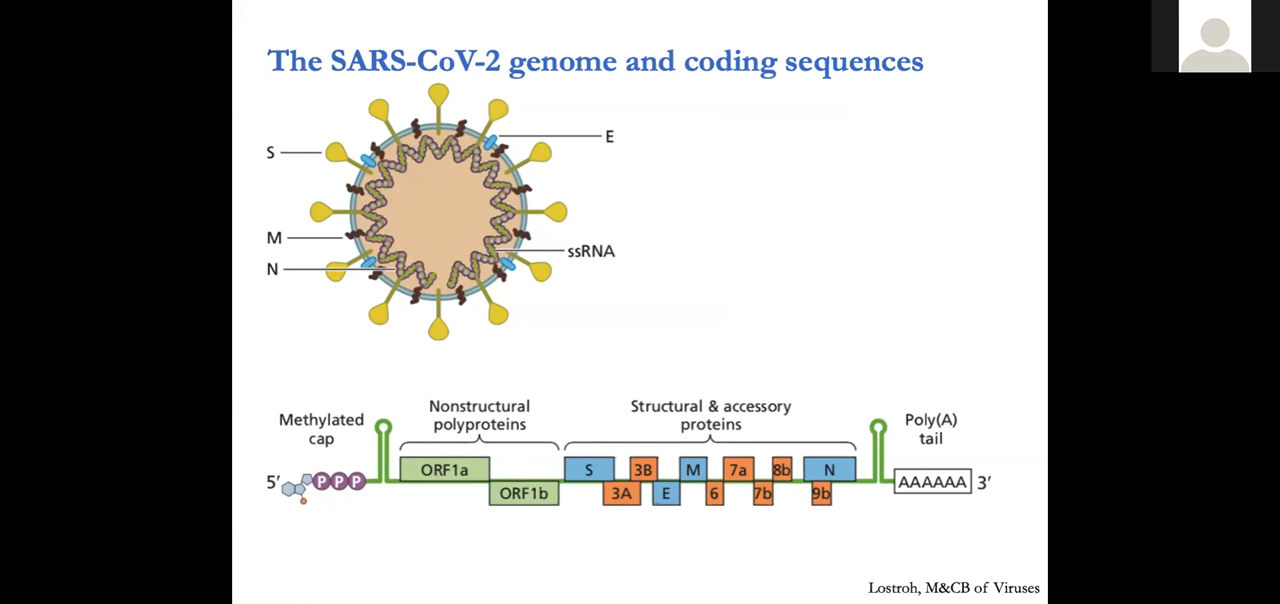 The SARS-CoV-2 genome and coding sequences
E
S
M
ssRNA
N
Methylated
cap
Nonstructural
polyproteins
Structural & accessory
proteins
Poly(A)
tail
5′
P P P
ORF1a
ORF1b
S
3A
3B
E
M
6
7a
7b
8b
N
9b
AAAAAA
3′
Lostroh, M&CB of Viruses